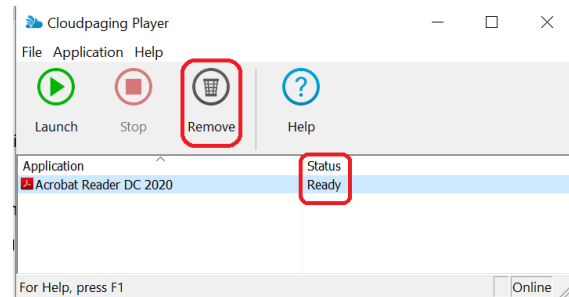 Cloudpaging Player
File Application Help
Launch Stop Remove Help
Application Status
Acrobat Reader DC 2020 Ready
For Help, press F1 Online